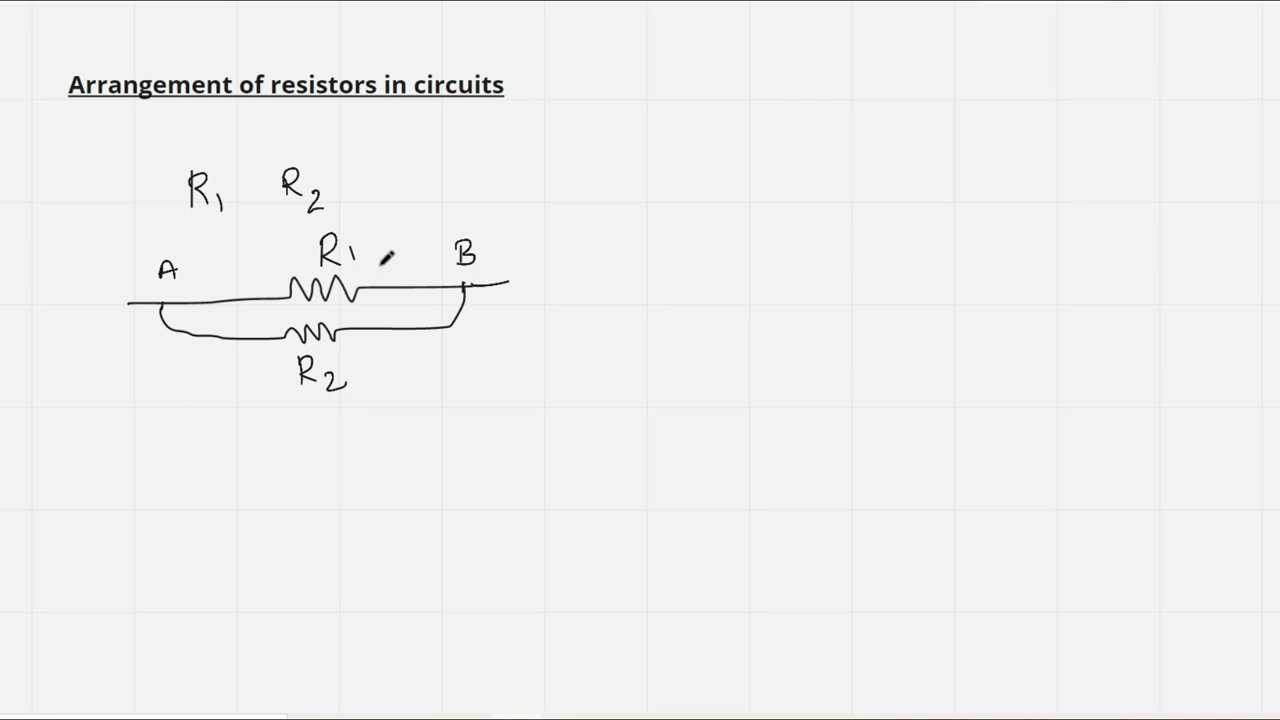 Arrangement of resistors in circuits
R1 R2
R1
A B
R2